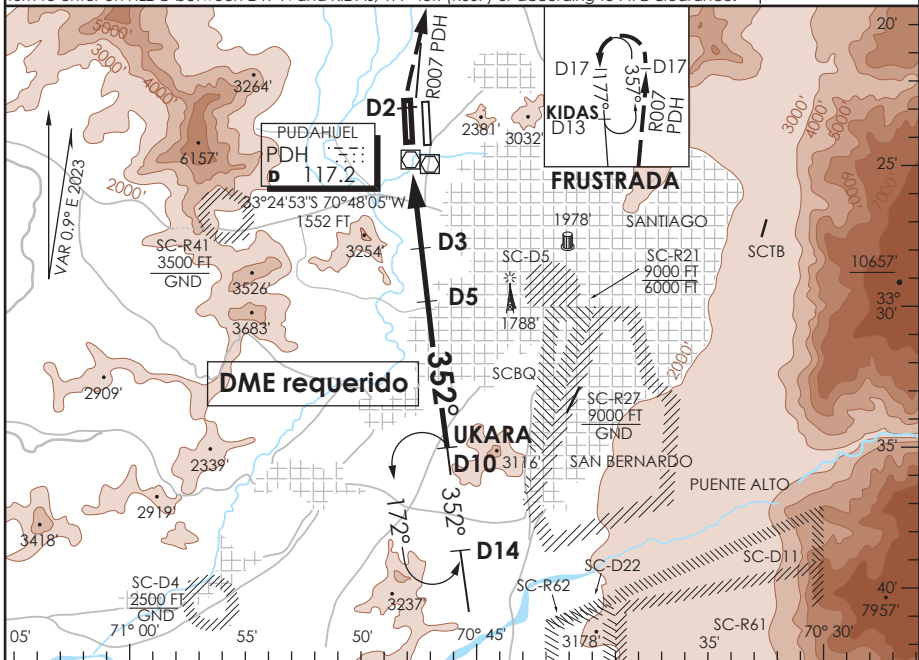 5000'
3000'
4000'
3264'
6157'
2000'
VAR 0.9° E 2023
PUDAHUEL
PDH
D 117.2
33°24'53"S 70°48'05"W
1552 FT
D2
R007 PDH
2381'
3032'
D17
D17
177°
357°
KIDAS
D13
R007
PDH
FRUSTRADA
20'
3000'
4000'
5000'
6000'
7000'
25'
SC-R41
3500 FT
GND
3254'
D3
1978'
SANTIAGO
SCTB
SC-D5
SC-R21
9000 FT
6000 FT
10657'
33°
30'
3526'
3683'
D5
1788'
2000'
2909'
DME requerido
352°
SCBQ
SC-R27
9000 FT
GND
UKARA
D10
3116'
SAN BERNARDO
35'
2339'
2919'
3418'
PUENTE ALTO
172°
352°
D14
SC-D11
SC-D22
SC-R62
SC-D4
2500 FT
GND
3237'
3178'
SC-R61
7957'
40'
05'
71° 00'
55'
50'
70° 45'
35'
70° 30'